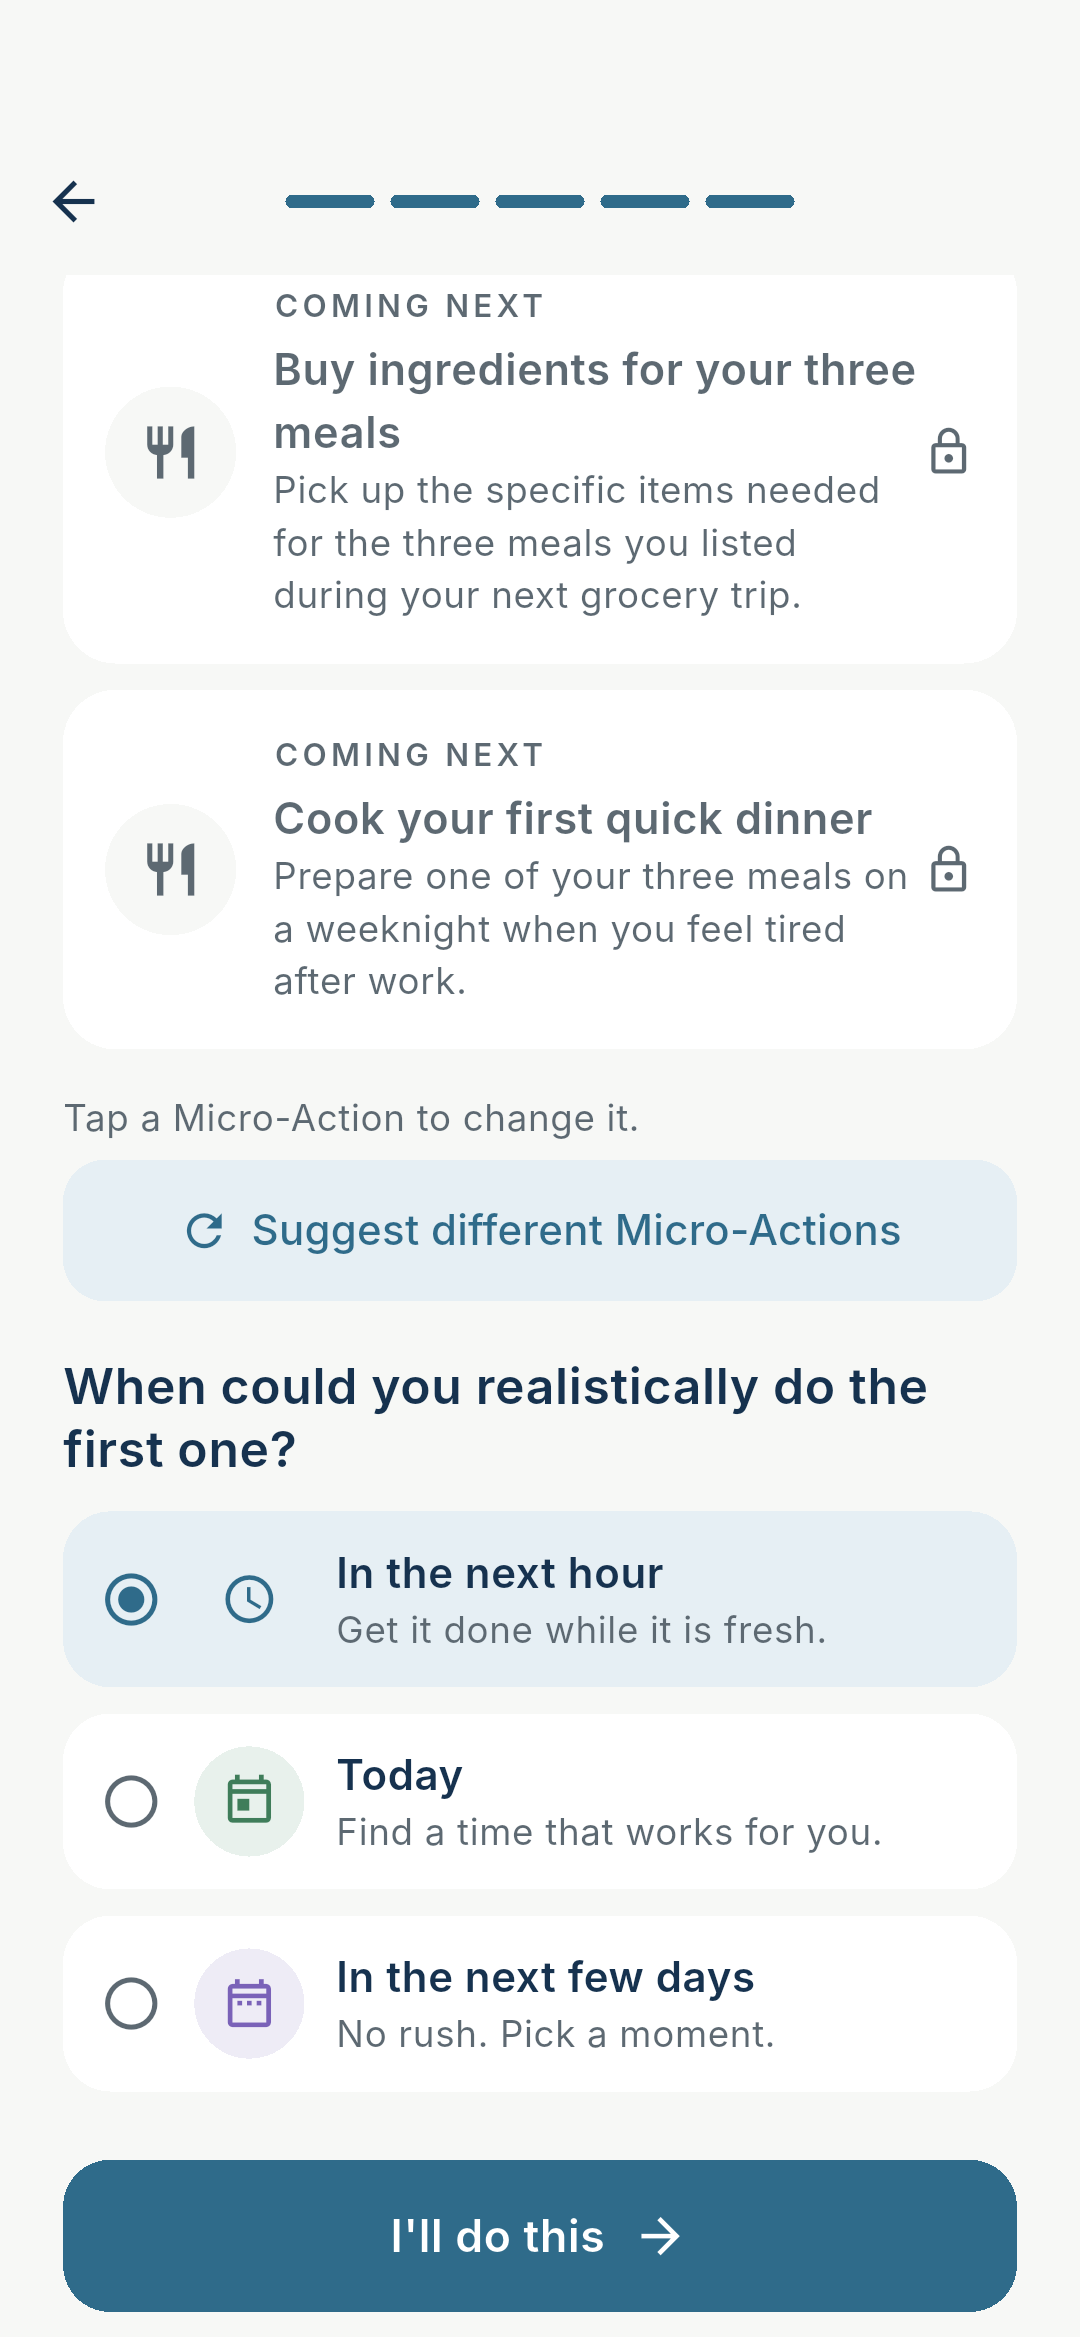 COMING NEXT
Buy ingredients for your three
meals
Pick up the specific items needed
for the three meals you listed
during your next grocery trip.
COMING NEXT
Cook your first quick dinner
Prepare one of your three meals on
a weeknight when you feel tired
after work.
Tap a Micro-Action to change it.
Suggest different Micro-Actions
When could you realistically do the
first one?
In the next hour
Get it done while it is fresh.
Today
Find a time that works for you.
In the next few days
No rush. Pick a moment.
I'll do this